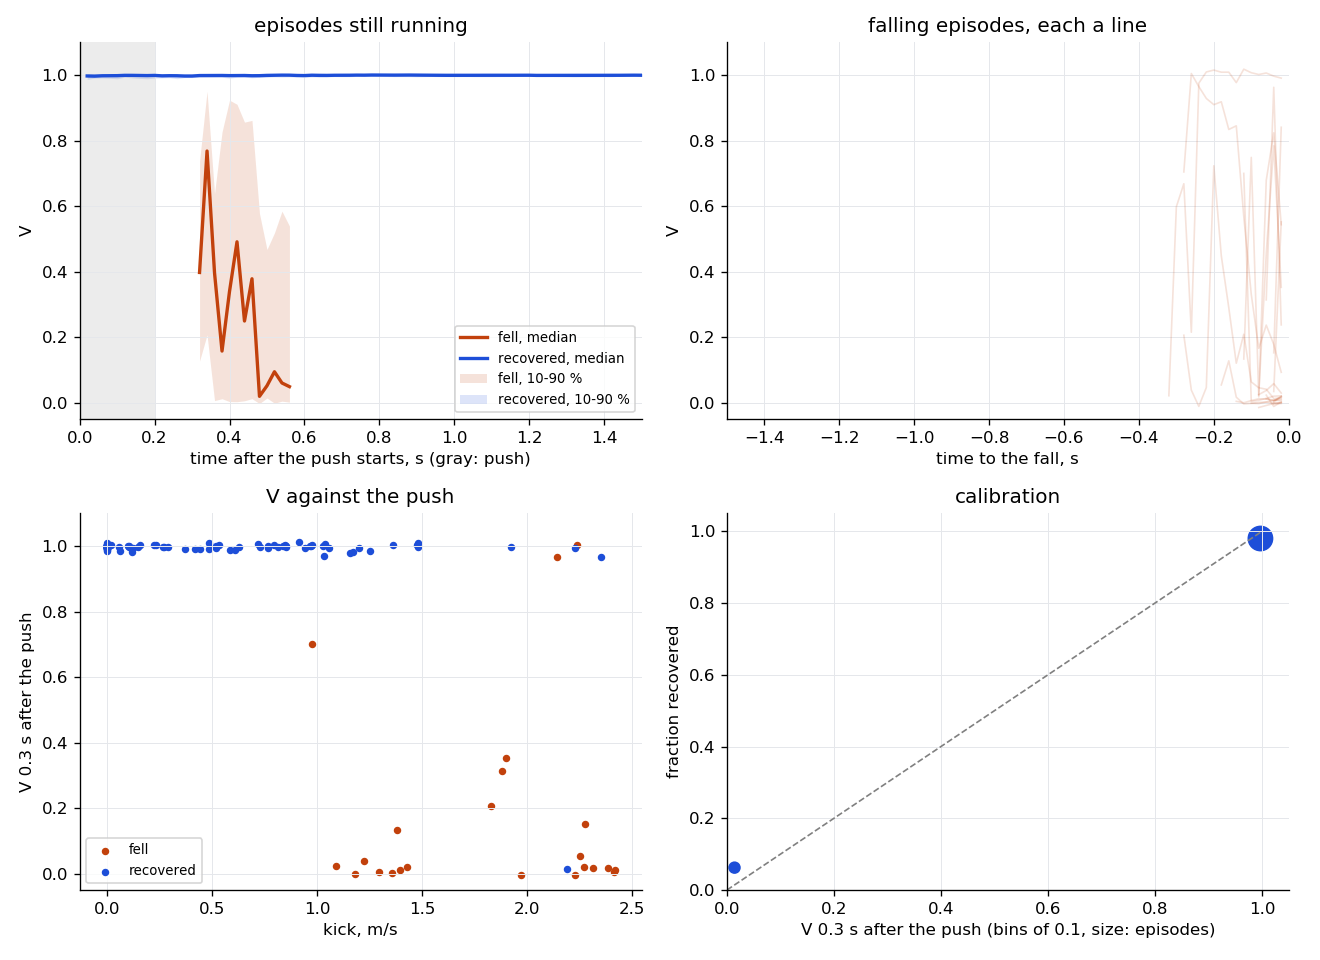 episodes still running
V
1.0
0.8
0.6
0.4
0.2
0.0
fell, median
recovered, median
fell, 10-90 %
recovered, 10-90 %
0.0 0.2 0.4 0.6 0.8 1.0 1.2 1.4
time after the push starts, s (gray: push)
falling episodes, each a line
V
1.0
0.8
0.6
0.4
0.2
0.0
−1.4 −1.2 −1.0 −0.8 −0.6 −0.4 −0.2 0.0
time to the fall, s
V against the push
V 0.3 s after the push
1.0
0.8
0.6
0.4
0.2
0.0
fell
recovered
0.0 0.5 1.0 1.5 2.0 2.5
kick, m/s
calibration
fraction recovered
1.0
0.8
0.6
0.4
0.2
0.0
0.0 0.2 0.4 0.6 0.8 1.0
V 0.3 s after the push (bins of 0.1, size: episodes)